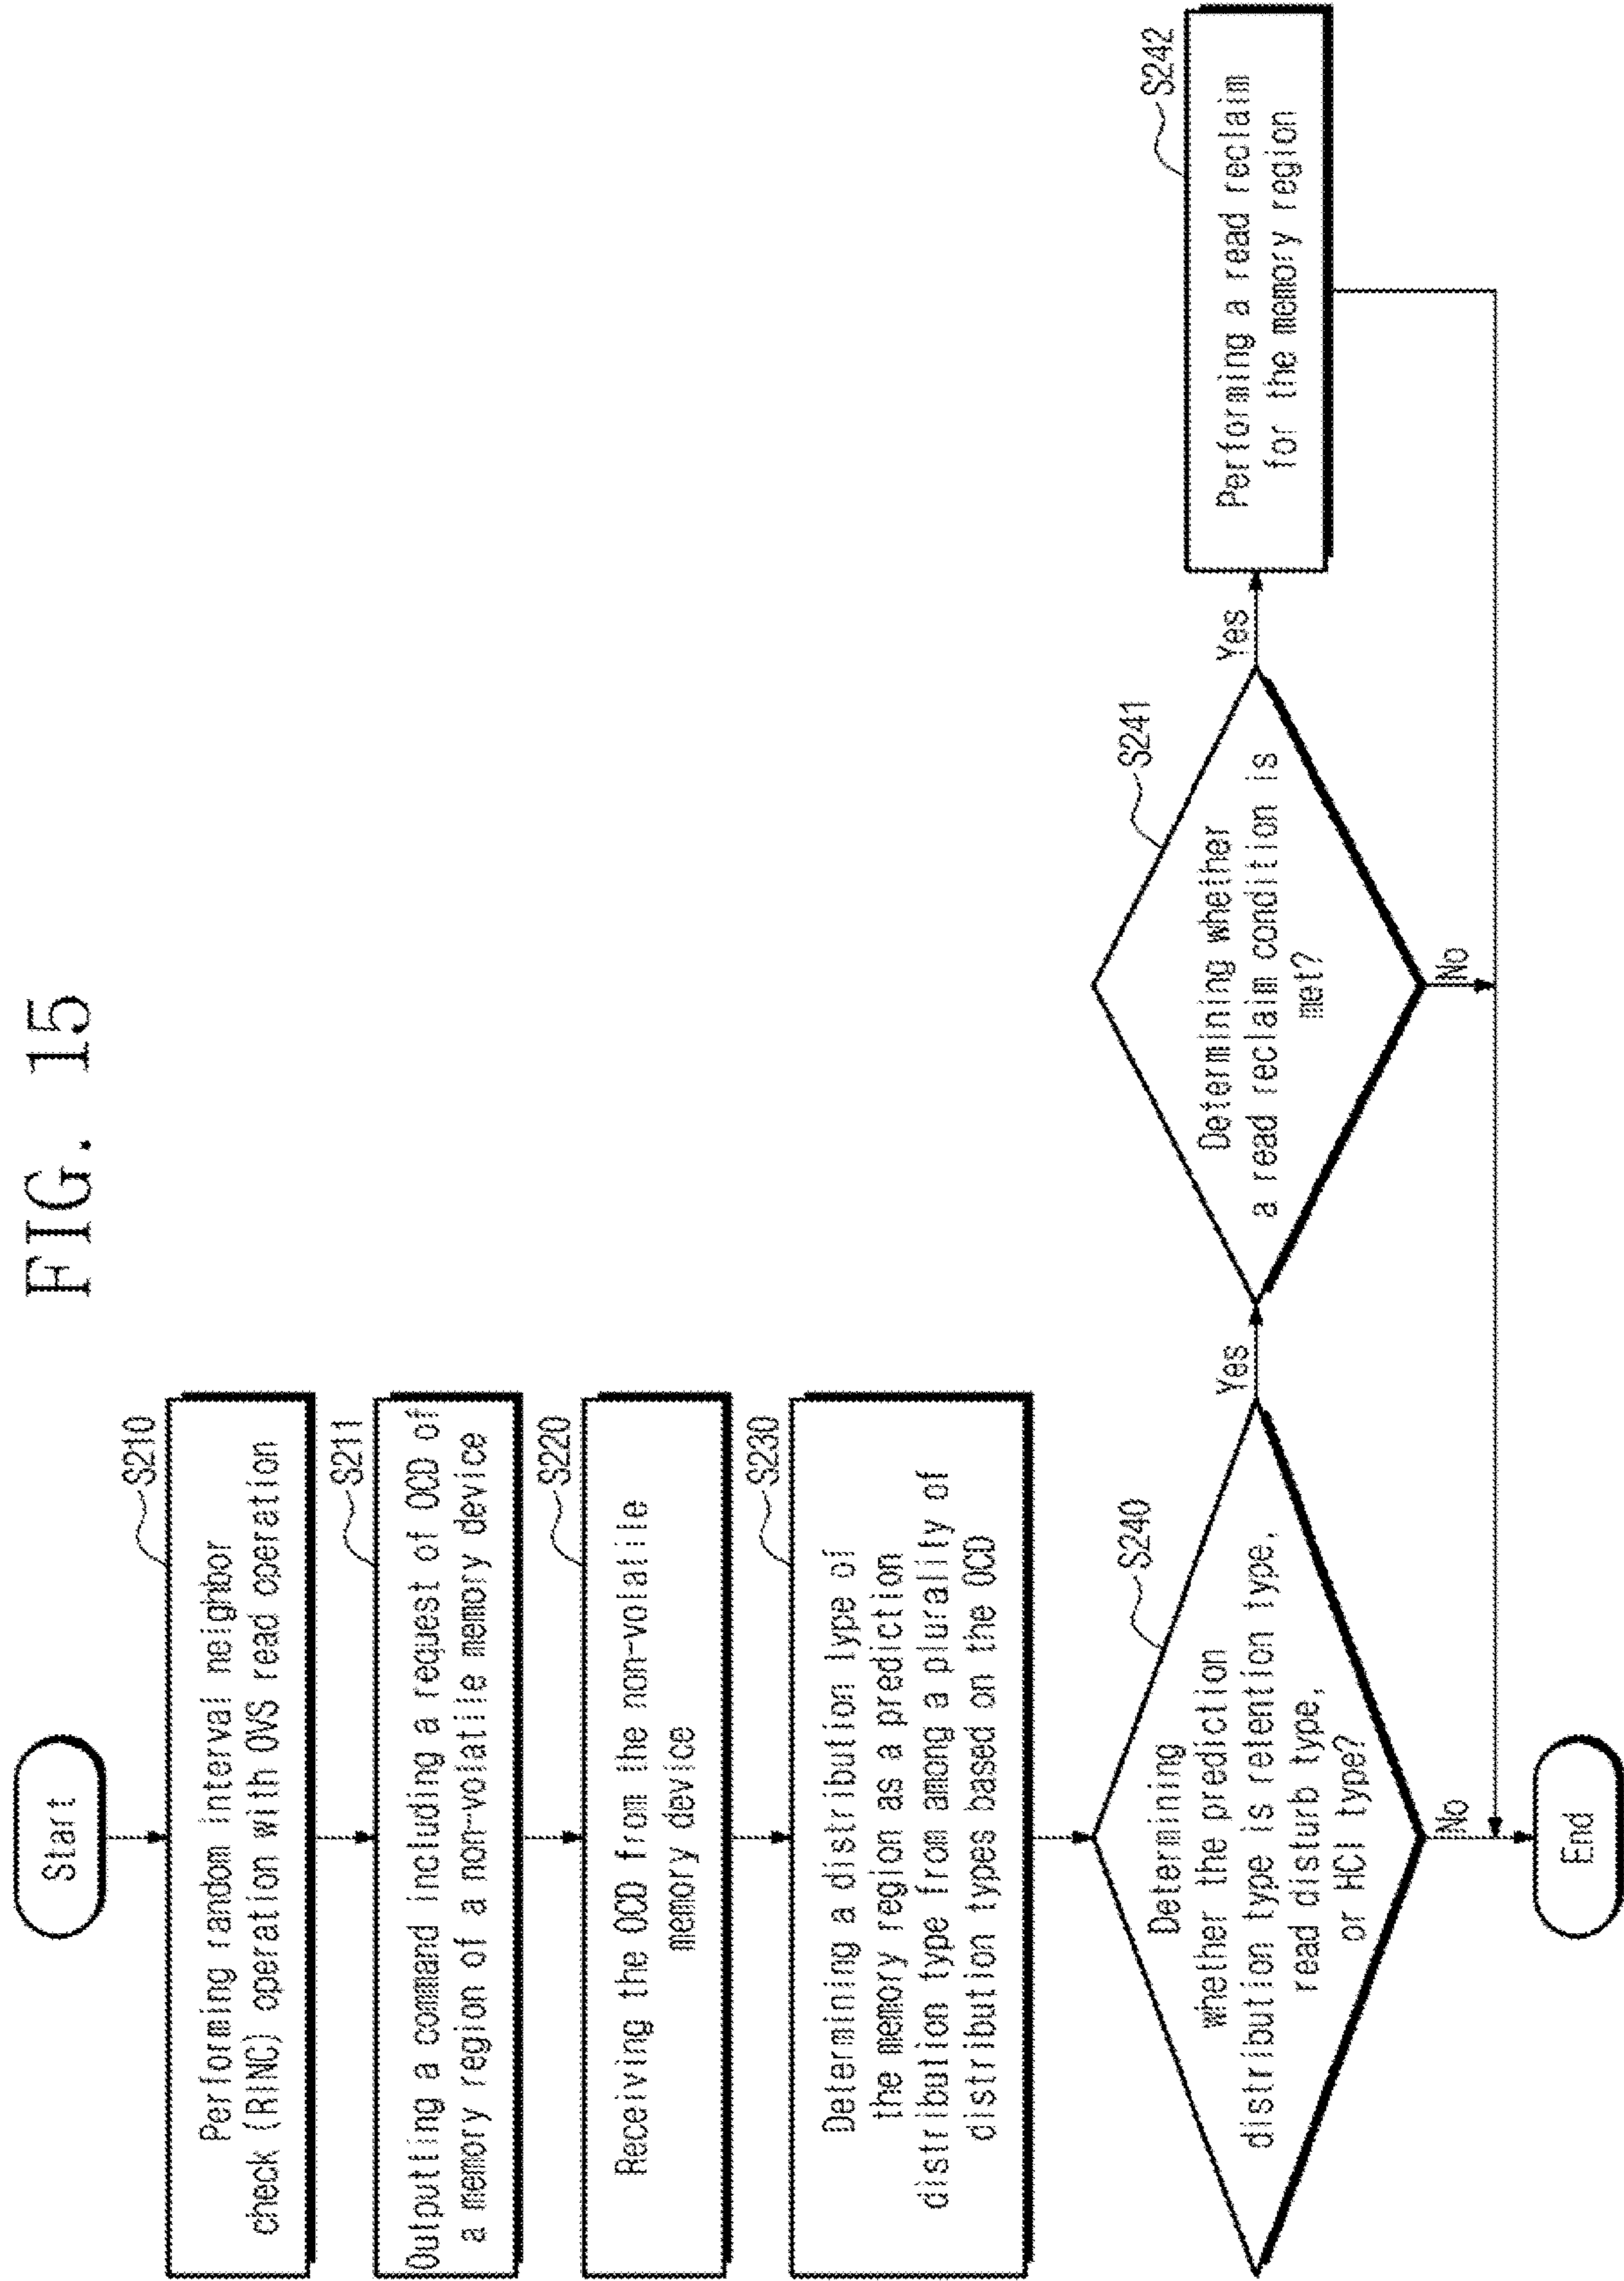 FIG. 15
Start
S210
Performing random interval neighbor
check (RINC) operation with OVS read operation
S211
Outputting a command including a request of OCD of
a memory region of a non-volatile memory device
S220
Receiving the OCD from the non-volatile
memory device
S230
Determining a distribution type of
the memory region as a prediction
distribution type from among a plurality of
distribution types based on the OCD
S240
Determining
whether the prediction
distribution type is retention type,
read disturb type,
or HCI type?
Yes
No
S241
Determining whether
a read reclaim condition is
met?
Yes
No
S242
Performing a read reclaim
for the memory region
End